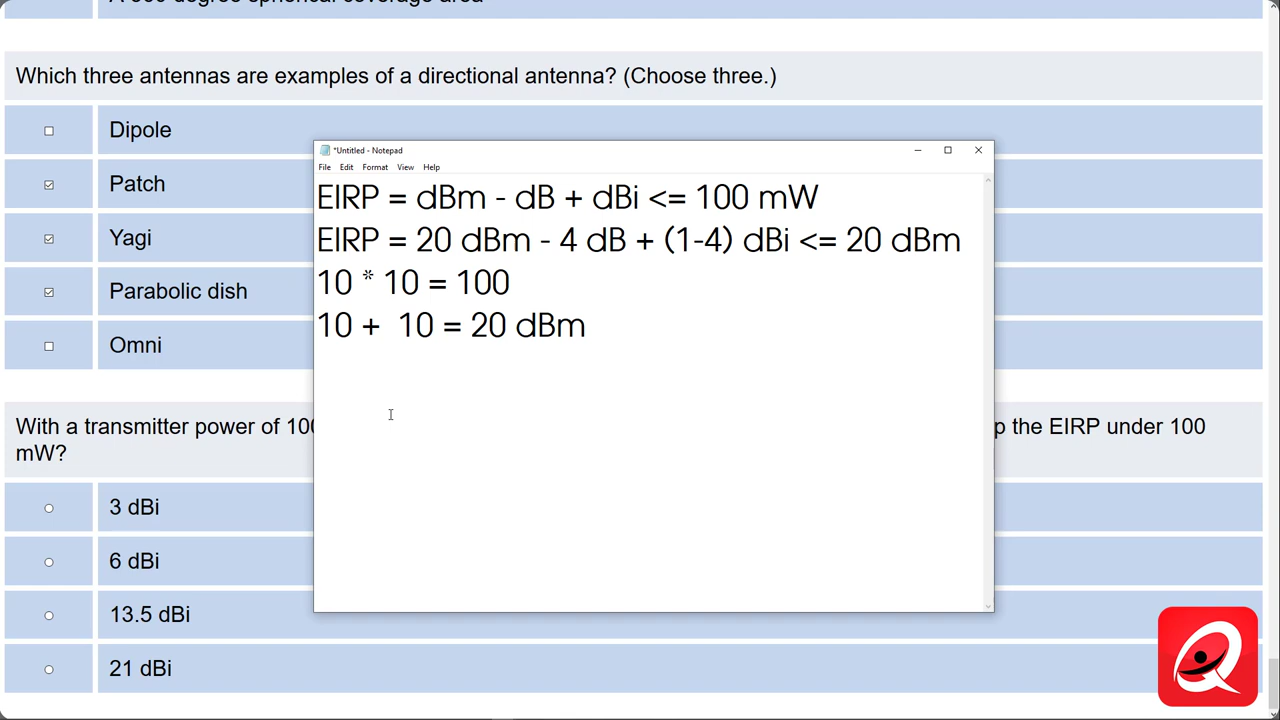 Which three antennas are examples of a directional antenna? (Choose three.)
Dipole
Patch
Yagi
Parabolic dish
Omni
*Untitled - Notepad
File Edit Format View Help
EIRP = dBm - dB + dBi <= 100 mW
EIRP = 20 dBm - 4 dB + (1-4) dBi <= 20 dBm
10 * 10 = 100
10 +  10 = 20 dBm
With a transmitter power of 100 p the EIRP under 100
mW?
3 dBi
6 dBi
13.5 dBi
21 dBi